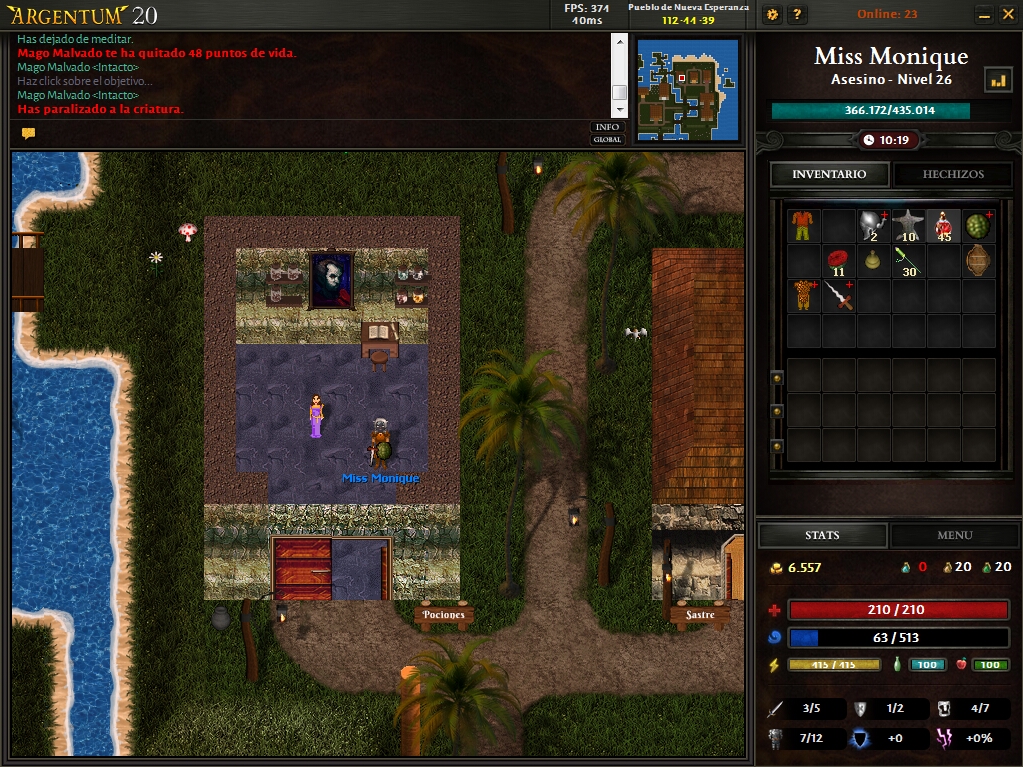 ARGENTUM 20
FPS: 374
40ms
Pueblo de Nueva Esperanza
112-44-39
?
Online: 23
Has dejado de meditar.
Mago Malvado te ha quitado 48 puntos de vida.
Mago Malvado <Intacto>
Haz click sobre el objetivo...
Mago Malvado <Intacto>
Has paralizado a la criatura.
INFO
GLOBAL
Miss Monique
Asesino - Nivel 26
366.172/435.014
10:19
INVENTARIO
HECHIZOS
2
10
45
11
30
Miss Monique
Pociones
Sastre
STATS
MENU
6.557
0
20
20
210 / 210
63 / 513
415 / 415
100
100
3/5
1/2
4/7
7/12
+0
+0%